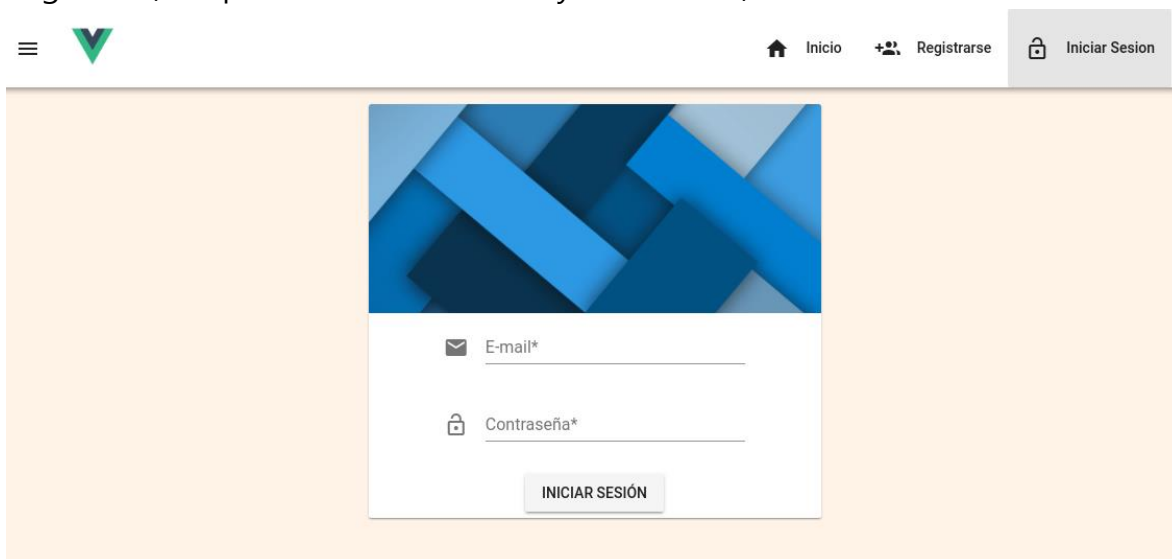 Inicio
Registrarse
Iniciar Sesion
E-mail*
Contraseña*
INICIAR SESIÓN